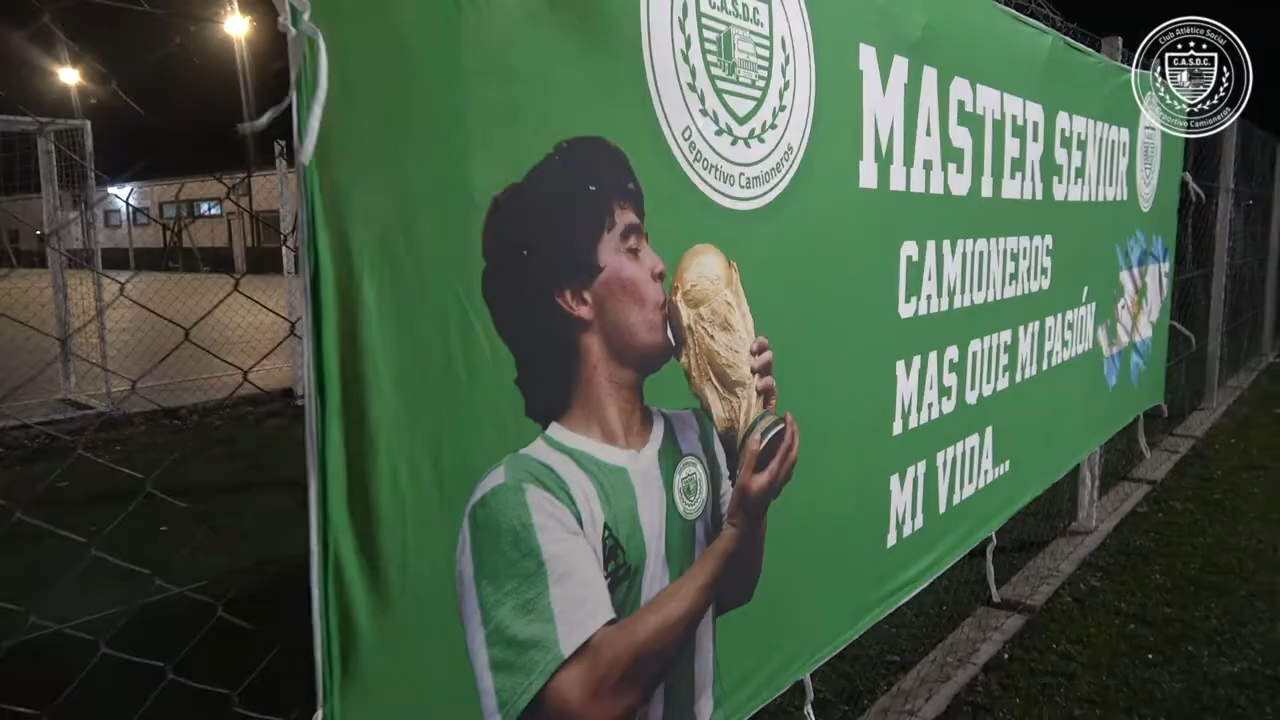 C.A.S.D.C.
Deportivo Camioneros
MASTER SENIOR
CAMIONEROS
MAS QUE MI PASIÓN
MI VIDA...
Club Atlético Social
C.A.S.D.C.
Deportivo Camioneros